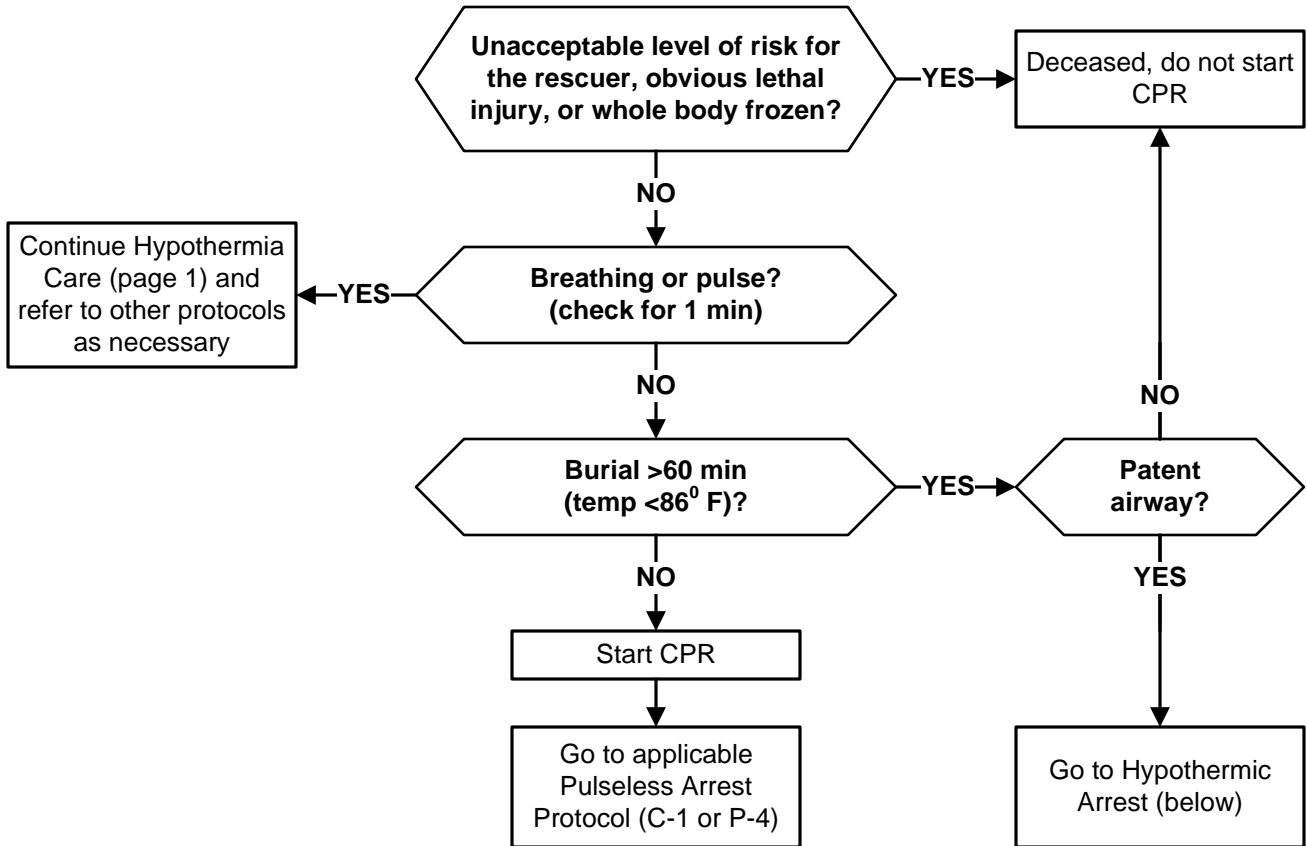 Unacceptable level of risk for
the rescuer, obvious lethal
injury, or whole body frozen?
YES
Deceased, do not start
CPR
NO
Continue Hypothermia
Care (page 1) and
refer to other protocols
as necessary
YES
Breathing or pulse?
(check for 1 min)
NO
NO
Burial >60 min
(temp <86⁰ F)?
YES
Patent
airway?
NO
YES
Start CPR
Go to applicable
Pulseless Arrest
Protocol (C-1 or P-4)
Go to Hypothermic
Arrest (below)